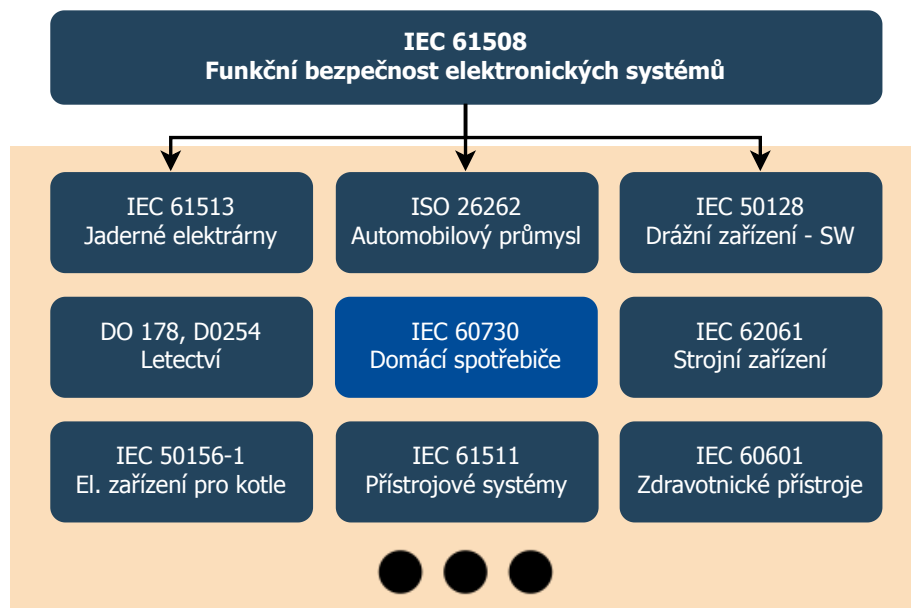 IEC 61508
Funkční bezpečnost elektronických systémů
IEC 61513
Jaderné elektrárny
ISO 26262
Automobilový průmysl
IEC 50128
Drážní zařízení - SW
DO 178, D0254
Letectví
IEC 60730
Domácí spotřebiče
IEC 62061
Strojní zařízení
IEC 50156-1
El. zařízení pro kotle
IEC 61511
Přístrojové systémy
IEC 60601
Zdravotnické přístroje